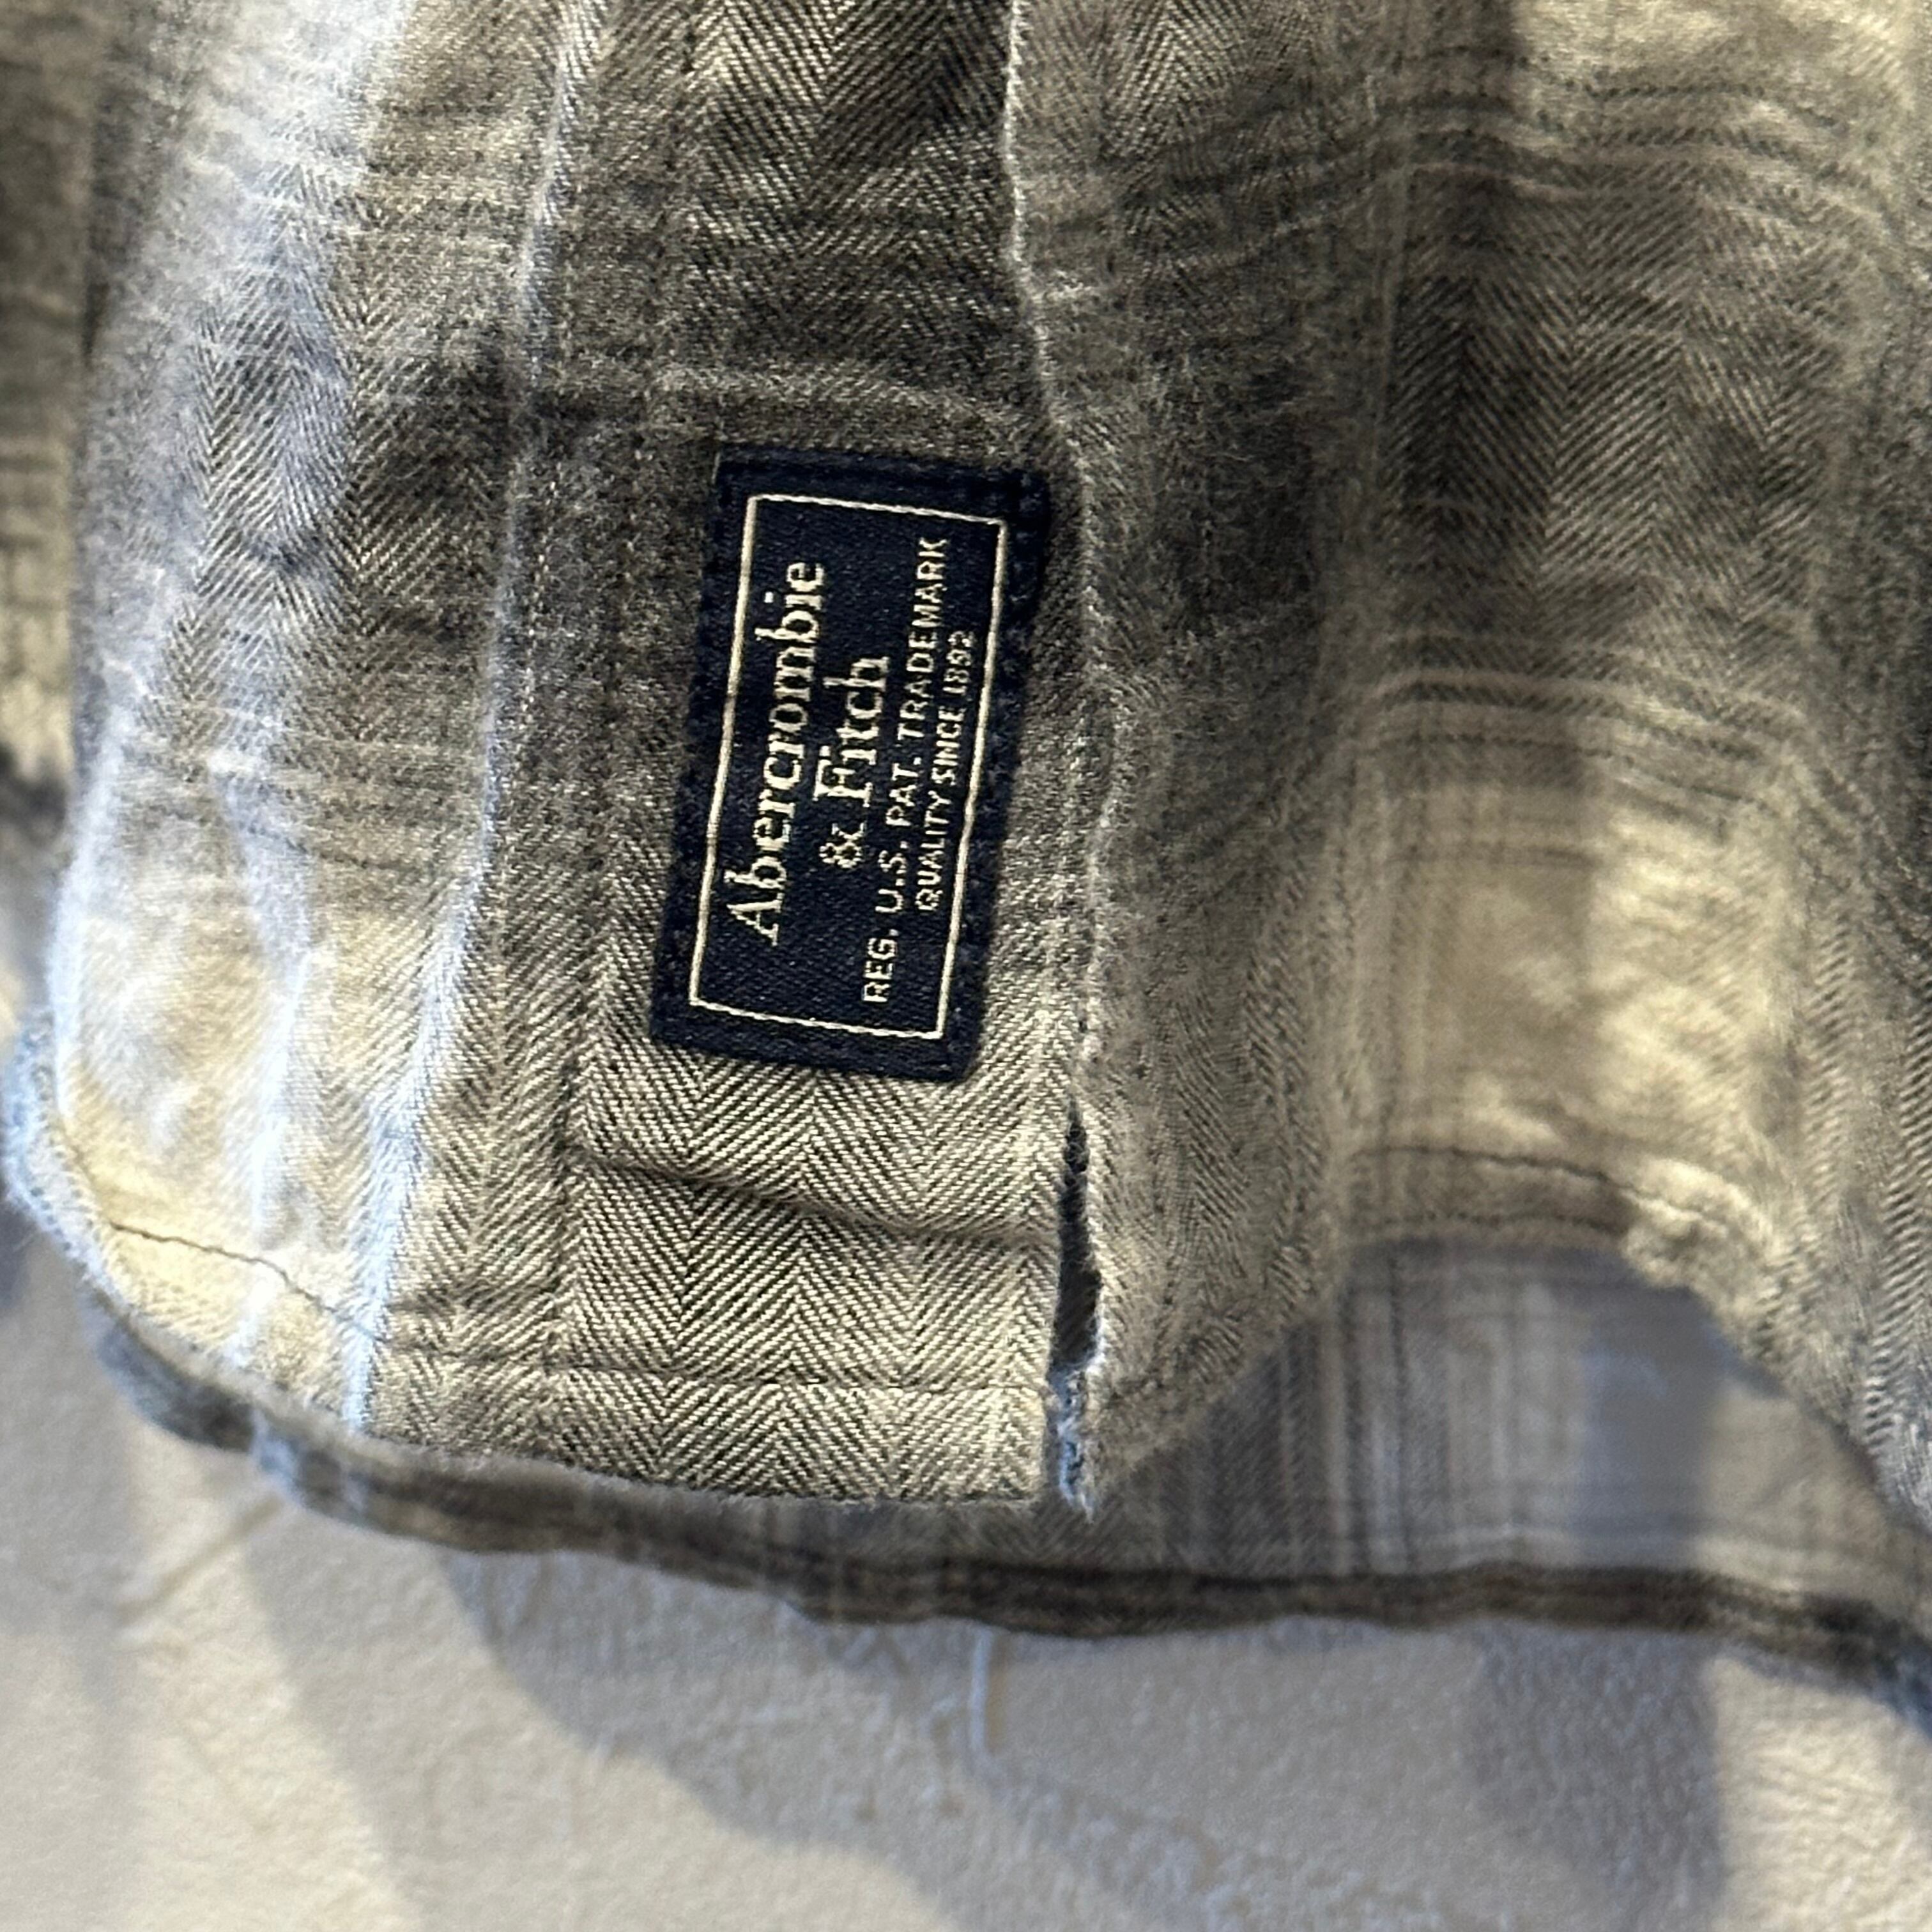 Abercrombie
& Fitch
REG. U.S. PAT. TRADEMARK
QUALITY SINCE 1892